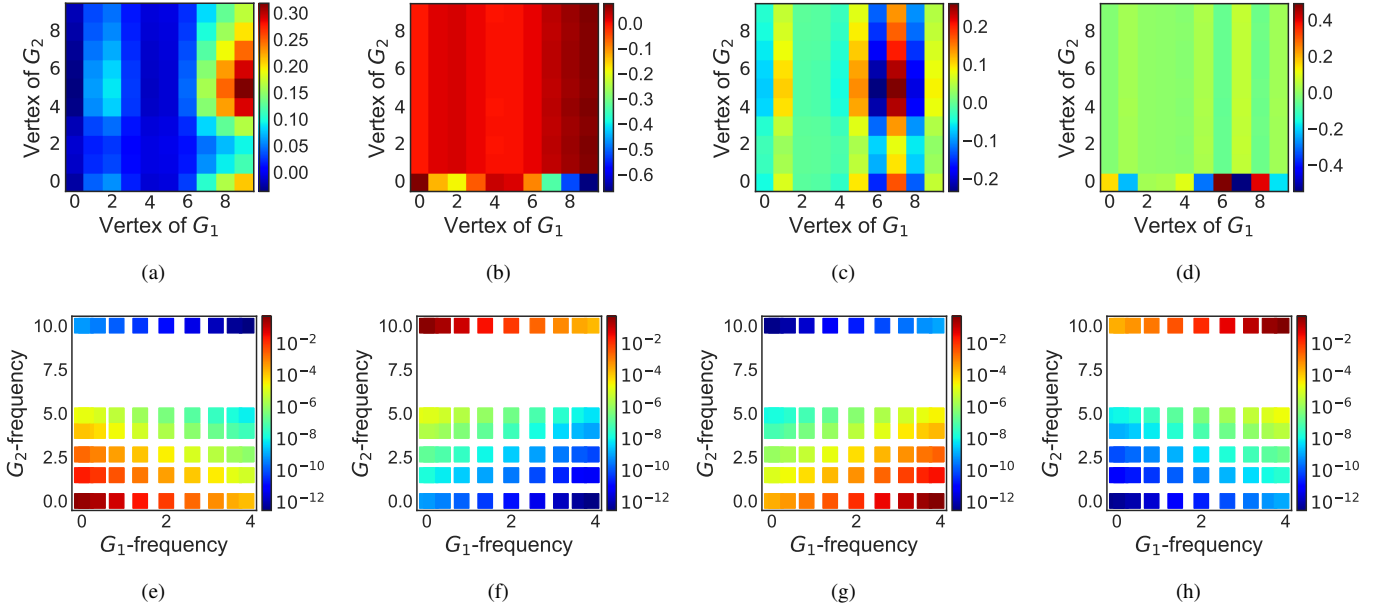 8
6
4
2
0
Vertex of G₂
0 2 4 6 8
Vertex of G₁
0.30
0.25
0.20
0.15
0.10
0.05
0.00
(a)
8
6
4
2
0
Vertex of G₂
0 2 4 6 8
Vertex of G₁
0.0
−0.1
−0.2
−0.3
−0.4
−0.5
−0.6
(b)
8
6
4
2
0
Vertex of G₂
0 2 4 6 8
Vertex of G₁
0.2
0.1
0.0
−0.1
−0.2
(c)
8
6
4
2
0
Vertex of G₂
0 2 4 6 8
Vertex of G₁
0.4
0.2
0.0
−0.2
−0.4
(d)
10.0
7.5
5.0
2.5
0.0
G₂-frequency
0 2 4
G₁-frequency
10⁻²
10⁻⁴
10⁻⁶
10⁻⁸
10⁻¹⁰
10⁻¹²
(e)
10.0
7.5
5.0
2.5
0.0
G₂-frequency
0 2 4
G₁-frequency
10⁻²
10⁻⁴
10⁻⁶
10⁻⁸
10⁻¹⁰
10⁻¹²
(f)
10.0
7.5
5.0
2.5
0.0
G₂-frequency
0 2 4
G₁-frequency
10⁻²
10⁻⁴
10⁻⁶
10⁻⁸
10⁻¹⁰
10⁻¹²
(g)
10.0
7.5
5.0
2.5
0.0
G₂-frequency
0 2 4
G₁-frequency
10⁻²
10⁻⁴
10⁻⁶
10⁻⁸
10⁻¹⁰
10⁻¹²
(h)